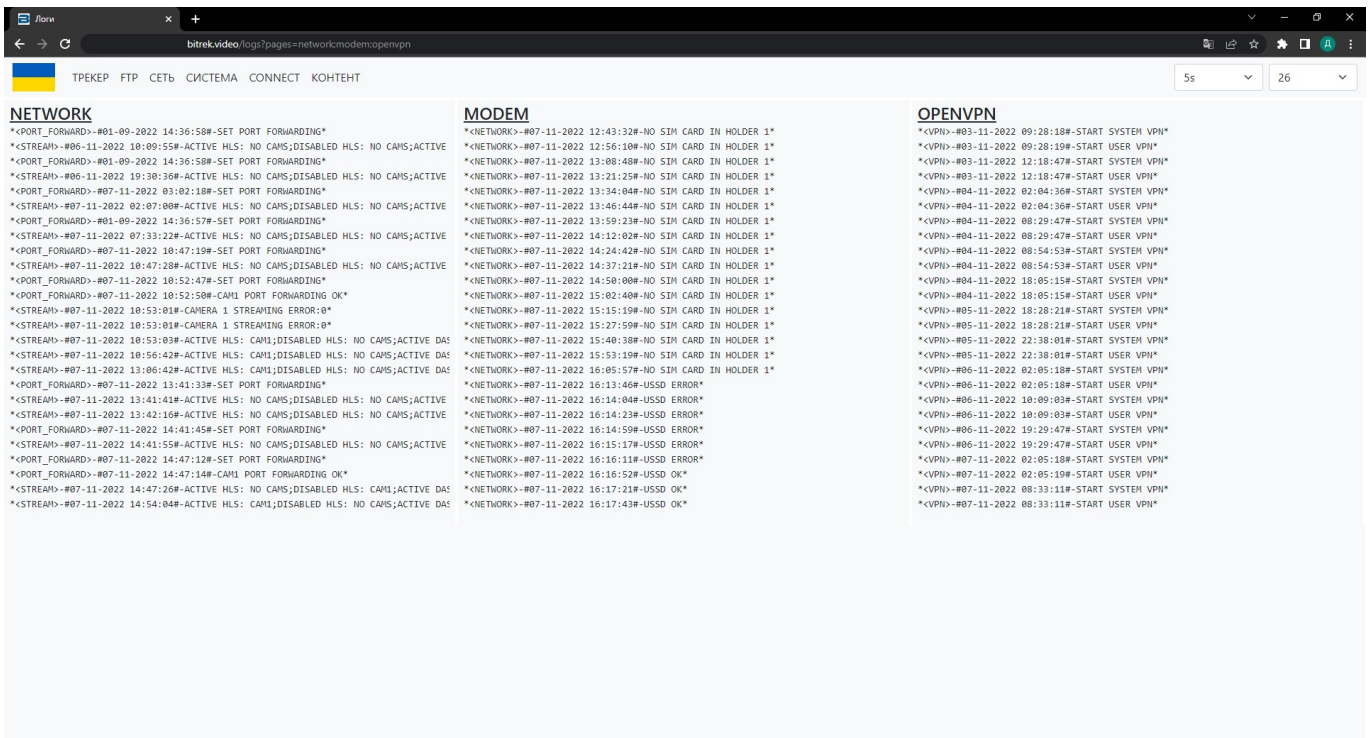 Логи
bitrek.video/logs?pages=network:modem:openvpn
ТРЕКЕР FTP СЕТЬ СИСТЕМА CONNECT КОНТЕНТ
5s
26
NETWORK
*<PORT_FORWARD>-#01-09-2022 14:36:58#-SET PORT FORWARDING*
*<STREAM>-#06-11-2022 10:09:55#-ACTIVE HLS: NO CAMS;DISABLED HLS: NO CAMS;ACTIVE
*<PORT_FORWARD>-#01-09-2022 14:36:58#-SET PORT FORWARDING*
*<STREAM>-#06-11-2022 19:30:36#-ACTIVE HLS: NO CAMS;DISABLED HLS: NO CAMS;ACTIVE
*<PORT_FORWARD>-#07-11-2022 03:02:18#-SET PORT FORWARDING*
*<STREAM>-#07-11-2022 02:07:00#-ACTIVE HLS: NO CAMS;DISABLED HLS: NO CAMS;ACTIVE
*<PORT_FORWARD>-#01-09-2022 14:36:57#-SET PORT FORWARDING*
*<STREAM>-#07-11-2022 07:33:22#-ACTIVE HLS: NO CAMS;DISABLED HLS: NO CAMS;ACTIVE
*<PORT_FORWARD>-#07-11-2022 10:47:19#-SET PORT FORWARDING*
*<STREAM>-#07-11-2022 10:47:28#-ACTIVE HLS: NO CAMS;DISABLED HLS: NO CAMS;ACTIVE
*<PORT_FORWARD>-#07-11-2022 10:52:47#-SET PORT FORWARDING*
*<PORT_FORWARD>-#07-11-2022 10:52:50#-CAM1 PORT FORWARDING OK*
*<STREAM>-#07-11-2022 10:53:01#-CAMERA 1 STREAMING ERROR:0*
*<STREAM>-#07-11-2022 10:53:01#-CAMERA 1 STREAMING ERROR:0*
*<STREAM>-#07-11-2022 10:53:03#-ACTIVE HLS: CAM1;DISABLED HLS: NO CAMS;ACTIVE DAS
*<STREAM>-#07-11-2022 10:56:42#-ACTIVE HLS: CAM1;DISABLED HLS: NO CAMS;ACTIVE DAS
*<STREAM>-#07-11-2022 13:06:42#-ACTIVE HLS: CAM1;DISABLED HLS: NO CAMS;ACTIVE DAS
*<PORT_FORWARD>-#07-11-2022 13:41:33#-SET PORT FORWARDING*
*<STREAM>-#07-11-2022 13:41:41#-ACTIVE HLS: NO CAMS;DISABLED HLS: NO CAMS;ACTIVE
*<STREAM>-#07-11-2022 13:42:16#-ACTIVE HLS: NO CAMS;DISABLED HLS: NO CAMS;ACTIVE
*<PORT_FORWARD>-#07-11-2022 14:41:45#-SET PORT FORWARDING*
*<STREAM>-#07-11-2022 14:41:55#-ACTIVE HLS: NO CAMS;DISABLED HLS: NO CAMS;ACTIVE
*<PORT_FORWARD>-#07-11-2022 14:47:12#-SET PORT FORWARDING*
*<PORT_FORWARD>-#07-11-2022 14:47:14#-CAM1 PORT FORWARDING OK*
*<STREAM>-#07-11-2022 14:47:26#-ACTIVE HLS: NO CAMS;DISABLED HLS: CAM1;ACTIVE DAS
*<STREAM>-#07-11-2022 14:54:04#-ACTIVE HLS: CAM1;DISABLED HLS: NO CAMS;ACTIVE DAS
MODEM
*<NETWORK>-#07-11-2022 12:43:32#-NO SIM CARD IN HOLDER 1*
*<NETWORK>-#07-11-2022 12:56:10#-NO SIM CARD IN HOLDER 1*
*<NETWORK>-#07-11-2022 13:08:48#-NO SIM CARD IN HOLDER 1*
*<NETWORK>-#07-11-2022 13:21:25#-NO SIM CARD IN HOLDER 1*
*<NETWORK>-#07-11-2022 13:34:04#-NO SIM CARD IN HOLDER 1*
*<NETWORK>-#07-11-2022 13:46:44#-NO SIM CARD IN HOLDER 1*
*<NETWORK>-#07-11-2022 13:59:23#-NO SIM CARD IN HOLDER 1*
*<NETWORK>-#07-11-2022 14:12:02#-NO SIM CARD IN HOLDER 1*
*<NETWORK>-#07-11-2022 14:24:42#-NO SIM CARD IN HOLDER 1*
*<NETWORK>-#07-11-2022 14:37:21#-NO SIM CARD IN HOLDER 1*
*<NETWORK>-#07-11-2022 14:50:00#-NO SIM CARD IN HOLDER 1*
*<NETWORK>-#07-11-2022 15:02:40#-NO SIM CARD IN HOLDER 1*
*<NETWORK>-#07-11-2022 15:15:19#-NO SIM CARD IN HOLDER 1*
*<NETWORK>-#07-11-2022 15:27:59#-NO SIM CARD IN HOLDER 1*
*<NETWORK>-#07-11-2022 15:40:38#-NO SIM CARD IN HOLDER 1*
*<NETWORK>-#07-11-2022 15:53:19#-NO SIM CARD IN HOLDER 1*
*<NETWORK>-#07-11-2022 16:05:57#-NO SIM CARD IN HOLDER 1*
*<NETWORK>-#07-11-2022 16:13:46#-USSD ERROR*
*<NETWORK>-#07-11-2022 16:14:04#-USSD ERROR*
*<NETWORK>-#07-11-2022 16:14:23#-USSD ERROR*
*<NETWORK>-#07-11-2022 16:14:59#-USSD ERROR*
*<NETWORK>-#07-11-2022 16:15:17#-USSD ERROR*
*<NETWORK>-#07-11-2022 16:16:11#-USSD ERROR*
*<NETWORK>-#07-11-2022 16:16:52#-USSD OK*
*<NETWORK>-#07-11-2022 16:17:21#-USSD OK*
*<NETWORK>-#07-11-2022 16:17:43#-USSD OK*
OPENVPN
*<VPN>-#03-11-2022 09:28:18#-START SYSTEM VPN*
*<VPN>-#03-11-2022 09:28:19#-START USER VPN*
*<VPN>-#03-11-2022 12:18:47#-START SYSTEM VPN*
*<VPN>-#03-11-2022 12:18:47#-START USER VPN*
*<VPN>-#04-11-2022 02:04:36#-START SYSTEM VPN*
*<VPN>-#04-11-2022 02:04:36#-START USER VPN*
*<VPN>-#04-11-2022 08:29:47#-START SYSTEM VPN*
*<VPN>-#04-11-2022 08:29:47#-START USER VPN*
*<VPN>-#04-11-2022 08:54:53#-START SYSTEM VPN*
*<VPN>-#04-11-2022 08:54:53#-START USER VPN*
*<VPN>-#04-11-2022 18:05:15#-START SYSTEM VPN*
*<VPN>-#04-11-2022 18:05:15#-START USER VPN*
*<VPN>-#05-11-2022 18:28:21#-START SYSTEM VPN*
*<VPN>-#05-11-2022 18:28:21#-START USER VPN*
*<VPN>-#05-11-2022 22:38:01#-START SYSTEM VPN*
*<VPN>-#05-11-2022 22:38:01#-START USER VPN*
*<VPN>-#06-11-2022 02:05:18#-START SYSTEM VPN*
*<VPN>-#06-11-2022 02:05:18#-START USER VPN*
*<VPN>-#06-11-2022 10:09:03#-START SYSTEM VPN*
*<VPN>-#06-11-2022 10:09:03#-START USER VPN*
*<VPN>-#06-11-2022 19:29:47#-START SYSTEM VPN*
*<VPN>-#06-11-2022 19:29:47#-START USER VPN*
*<VPN>-#07-11-2022 02:05:18#-START SYSTEM VPN*
*<VPN>-#07-11-2022 02:05:19#-START USER VPN*
*<VPN>-#07-11-2022 08:33:11#-START SYSTEM VPN*
*<VPN>-#07-11-2022 08:33:11#-START USER VPN*